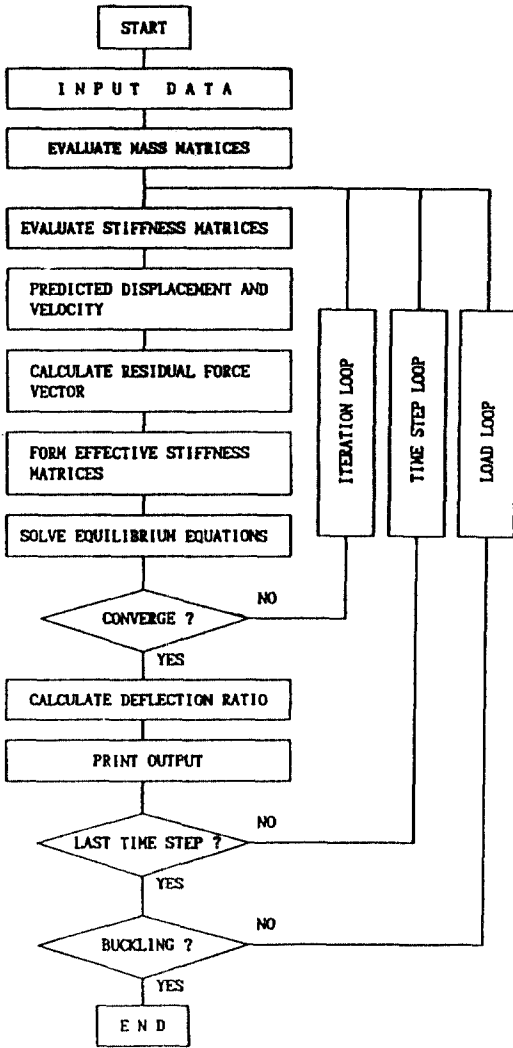 START
INPUT DATA
EVALUATE MASS MATRICES
EVALUATE STIFFNESS MATRICES
PREDICTED DISPLACEMENT AND
VELOCITY
CALCULATE RESIDUAL FORCE
VECTOR
FORM EFFECTIVE STIFFNESS
MATRICES
SOLVE EQUILIBRIUM EQUATIONS
ITERATION LOOP
TIME STEP LOOP
LOAD LOOP
CONVERGE ?
NO
YES
CALCULATE DEFLECTION RATIO
PRINT OUTPUT
LAST TIME STEP ?
NO
YES
BUCKLING ?
NO
YES
END